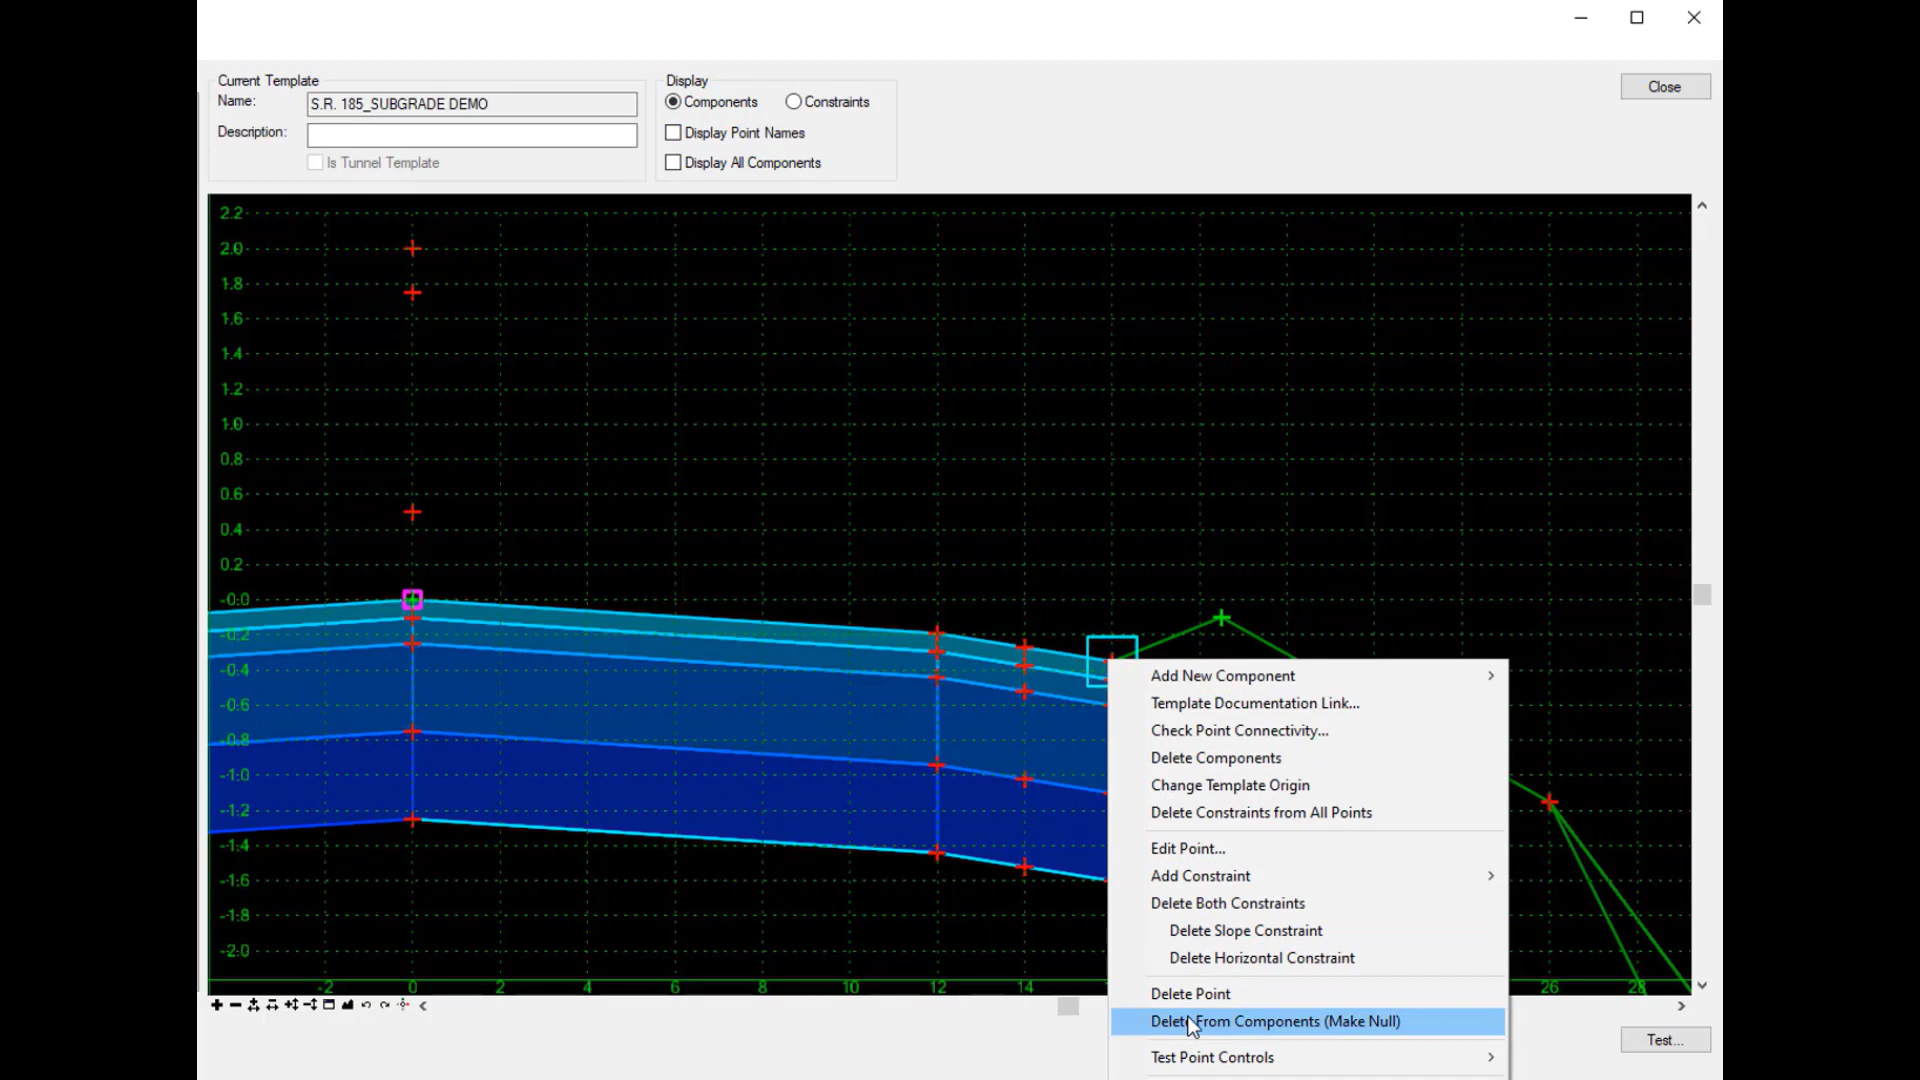 Current Template
Name: S.R. 185_SUBGRADE DEMO
Description:
Is Tunnel Template
Display
Components Constraints
Display Point Names
Display All Components
Close
2.2
2.0
1.8
1.6
1.4
1.2
1.0
0.8
0.6
0.4
0.2
-0.0
-0.2
-0.4
-0.6
-0.8
-1.0
-1.2
-1.4
-1.6
-1.8
-2.0
-2 0 2 4 6 8 10 12 14 26 28
Add New Component
Template Documentation Link...
Check Point Connectivity...
Delete Components
Change Template Origin
Delete Constraints from All Points
Edit Point...
Add Constraint
Delete Both Constraints
Delete Slope Constraint
Delete Horizontal Constraint
Delete Point
Delete From Components (Make Null)
Test Point Controls
Test...